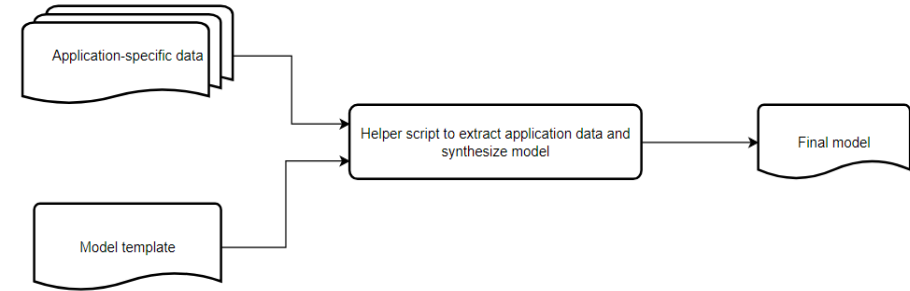 Application-specific data
Helper script to extract application data and
synthesize model
Final model
Model template